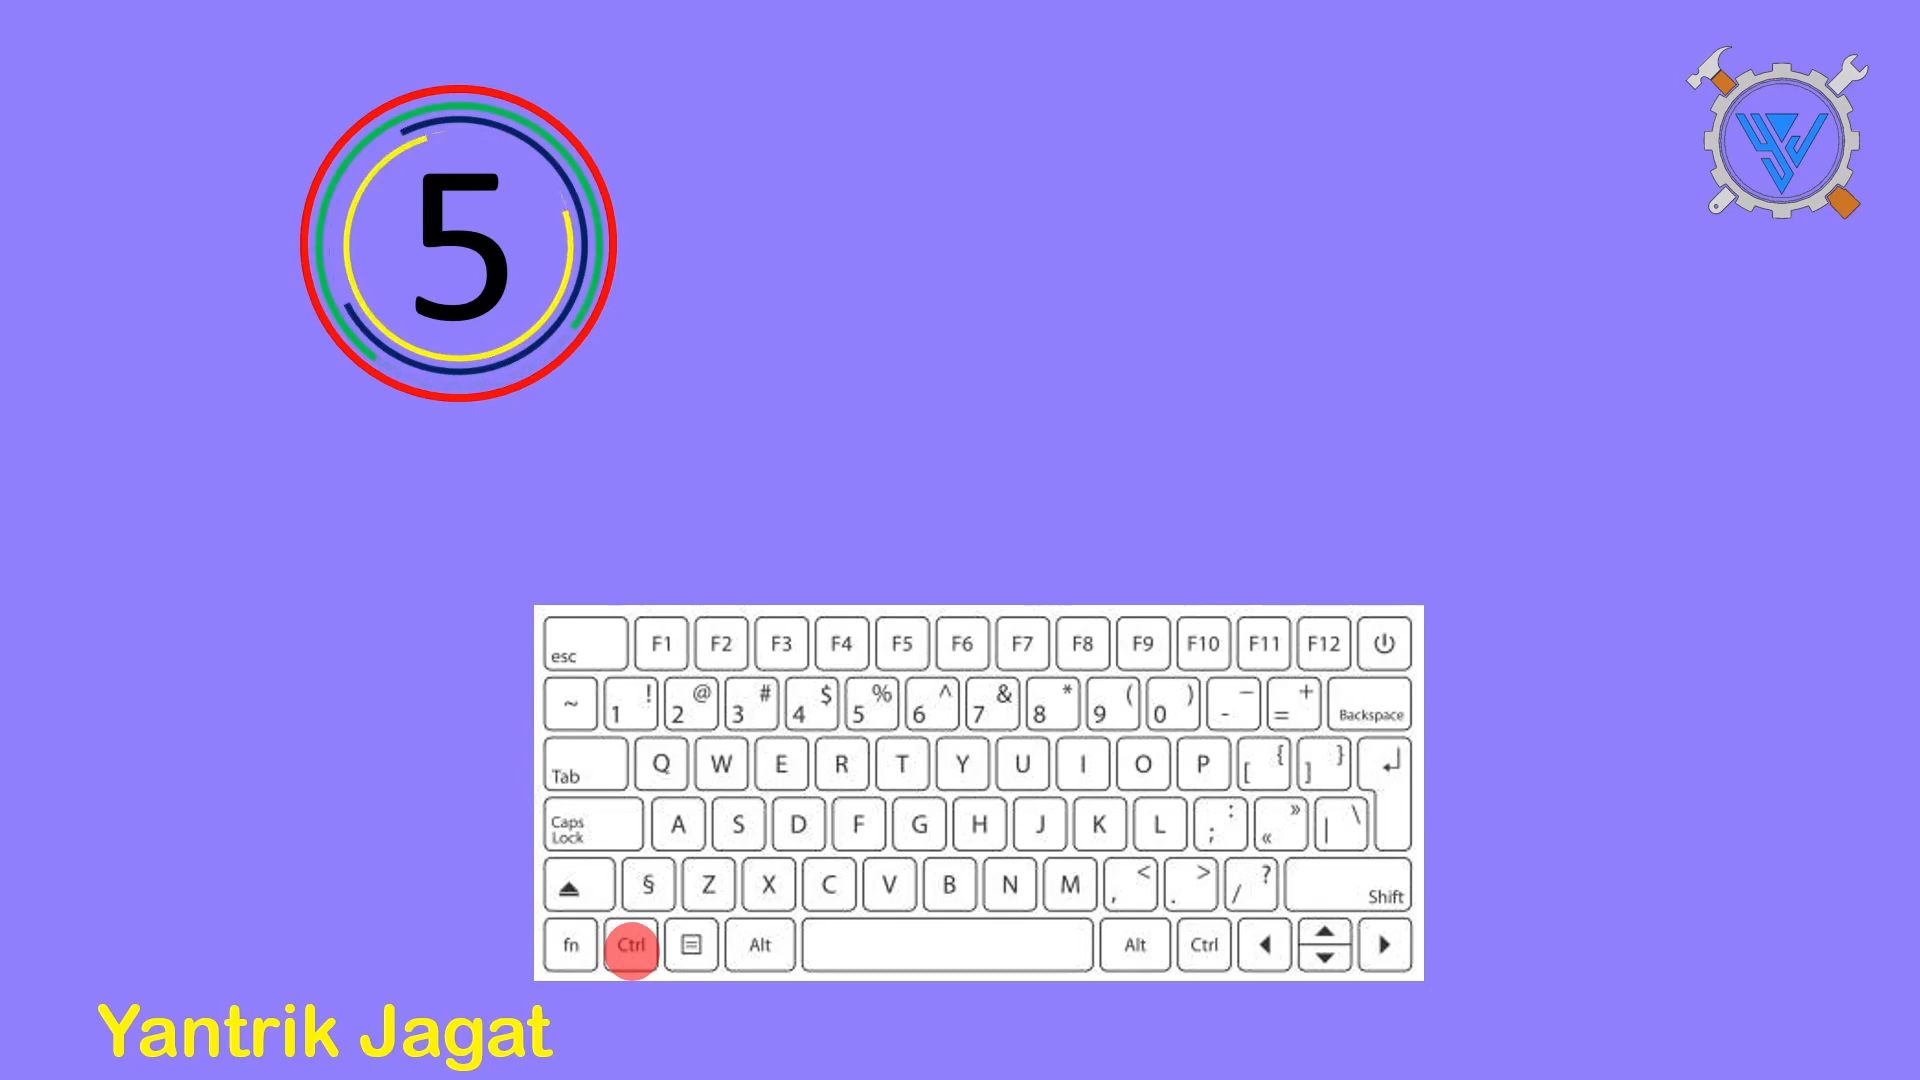 5
esc F1 F2 F3 F4 F5 F6 F7 F8 F9 F10 F11 F12
~ ! 1 @ 2 # 3 $ 4 % 5 ^ 6 & 7 * 8 ( 9 ) 0 _ - + = Backspace
Tab Q W E R T Y U I O P { [ } ]
Caps Lock A S D F G H J K L : ; » « \ |
§ Z X C V B N M < , > . ? / Shift
fn Ctrl Alt Alt Ctrl
Yantrik Jagat